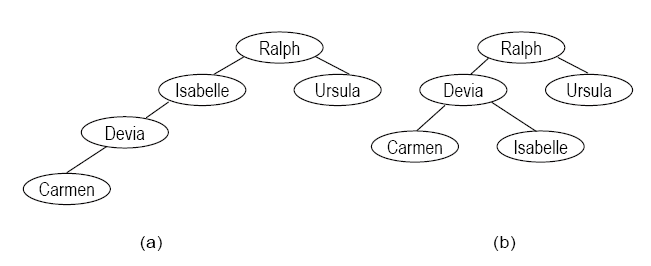 Ralph
Isabelle
Ursula
Devia
Carmen
(a)
Ralph
Devia
Ursula
Carmen
Isabelle
(b)